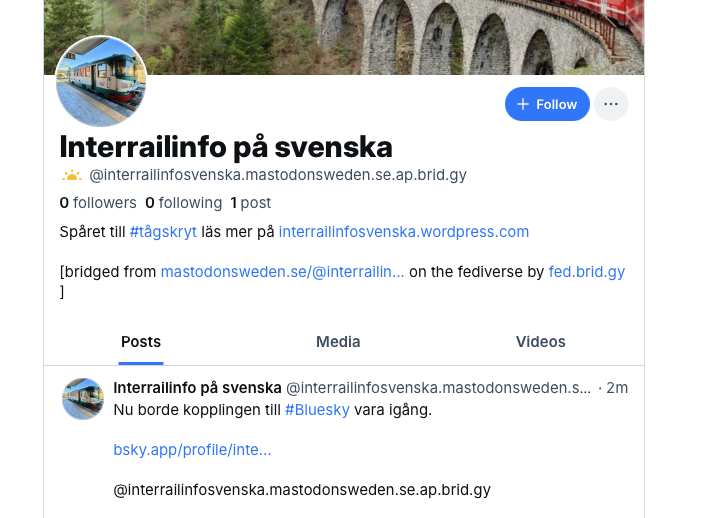 + Follow
Interrailinfo på svenska
@interrailinfosvenska.mastodonsweden.se.ap.brid.gy
0 followers 0 following 1 post
Spåret till #tågskryt läs mer på interrailinfosvenska.wordpress.com
[bridged from mastodonsweden.se/@interrailin... on the fediverse by fed.brid.gy
]
Posts Media Videos
Interrailinfo på svenska @interrailinfosvenska.mastodonsweden.s... · 2m
Nu borde kopplingen till #Bluesky vara igång.
bsky.app/profile/inte...
@interrailinfosvenska.mastodonsweden.se.ap.brid.gy